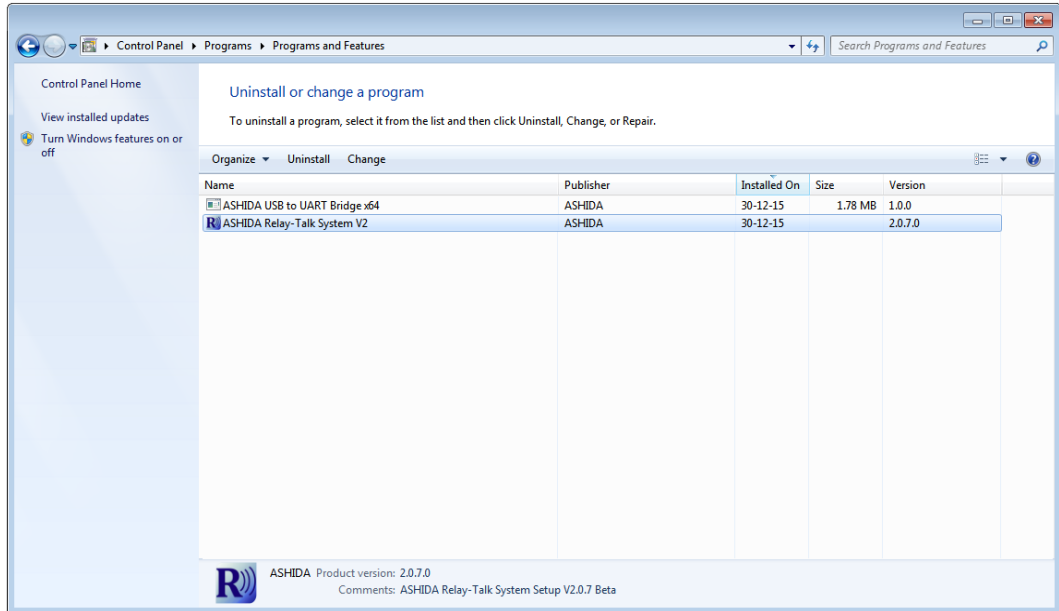 Control Panel Programs Programs and Features Search Programs and Features
Control Panel Home
View installed updates
Turn Windows features on or
off
Uninstall or change a program
To uninstall a program, select it from the list and then click Uninstall, Change, or Repair.
Organize Uninstall Change
Name Publisher Installed On Size Version
ASHIDA USB to UART Bridge x64 ASHIDA 30-12-15 1.78 MB 1.0.0
R ASHIDA Relay-Talk System V2 ASHIDA 30-12-15 2.0.7.0
R ASHIDA Product version: 2.0.7.0
Comments: ASHIDA Relay-Talk System Setup V2.0.7 Beta